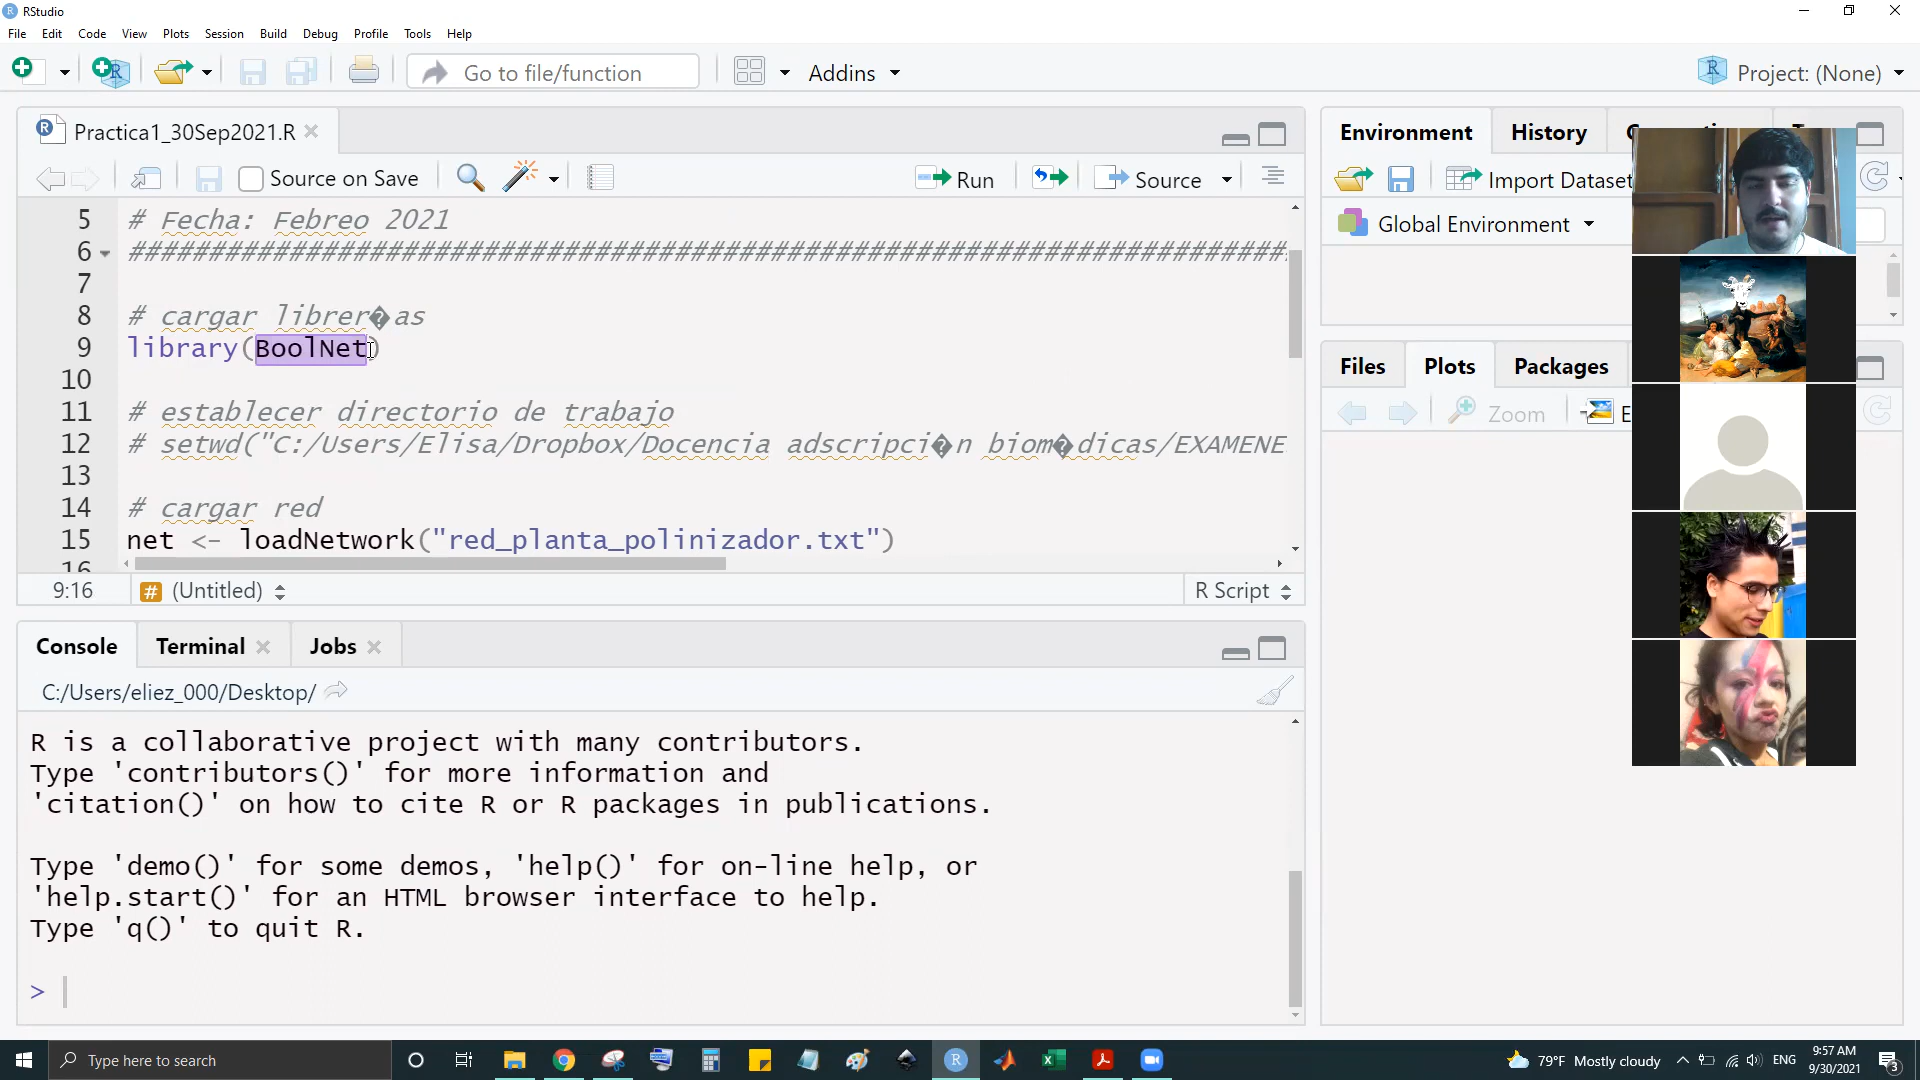 RStudio
File Edit Code View Plots Session Build Debug Profile Tools Help
Go to file/function Addins Project: (None)
Practica1_30Sep2021.R
Source on Save Run Source
5 # Fecha: Febreo 2021
6 ########################################################################
7
8 # cargar librer�as
9 library(BoolNet)
10
11 # establecer directorio de trabajo
12 # setwd("C:/Users/Elisa/Dropbox/Docencia adscripci�n biom�dicas/EXAMENE
13
14 # cargar red
15 net <- loadNetwork("red_planta_polinizador.txt")
16
9:16 (Untitled) R Script
Console Terminal Jobs
C:/Users/eliez_000/Desktop/
R is a collaborative project with many contributors.
Type 'contributors()' for more information and
'citation()' on how to cite R or R packages in publications.
Type 'demo()' for some demos, 'help()' for on-line help, or
'help.start()' for an HTML browser interface to help.
Type 'q()' to quit R.
>
Environment History
Import Dataset
Global Environment
Files Plots Packages
Zoom E
Type here to search
79°F Mostly cloudy ENG 9:57 AM
9/30/2021 3